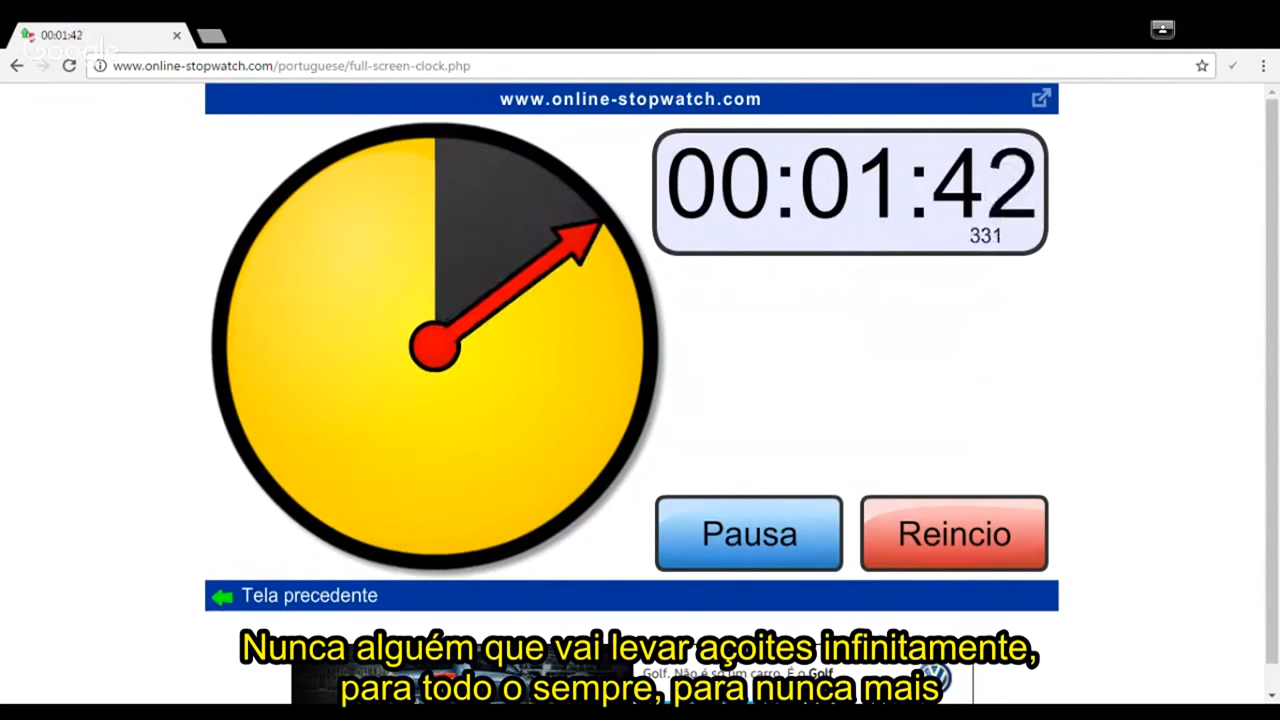 00:01:42
Google
www.online-stopwatch.com/portuguese/full-screen-clock.php
www.online-stopwatch.com
00:01:42
331
Pausa
Reincio
Tela precedente
Nunca alguém que vai levar açoites infinitamente,
para todo o sempre, para nunca mais
Golf. Não é só um carro. É o Golf.